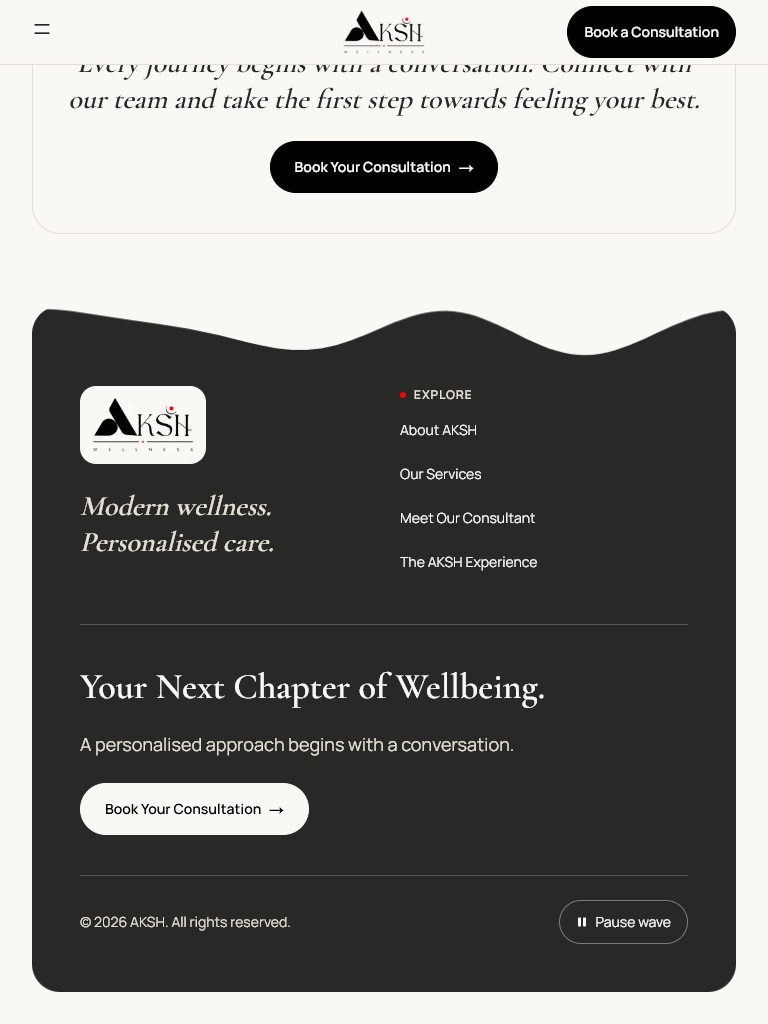 AKSH
WELLNESS
Book a Consultation
Every journey begins with a conversation. Connect with
our team and take the first step towards feeling your best.
Book Your Consultation →
AKSH
WELLNESS
Modern wellness.
Personalised care.
EXPLORE
About AKSH
Our Services
Meet Our Consultant
The AKSH Experience
Your Next Chapter of Wellbeing.
A personalised approach begins with a conversation.
Book Your Consultation →
© 2026 AKSH. All rights reserved.
Pause wave